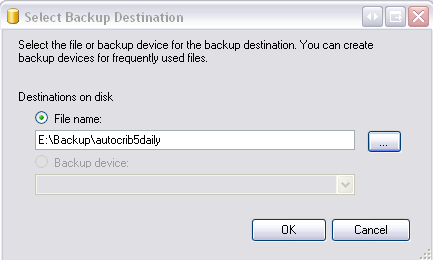 Select Backup Destination
Select the file or backup device for the backup destination. You can create
backup devices for frequently used files.
Destinations on disk
File name:
E:\Backup\autocrib5daily
...
Backup device:
OK
Cancel